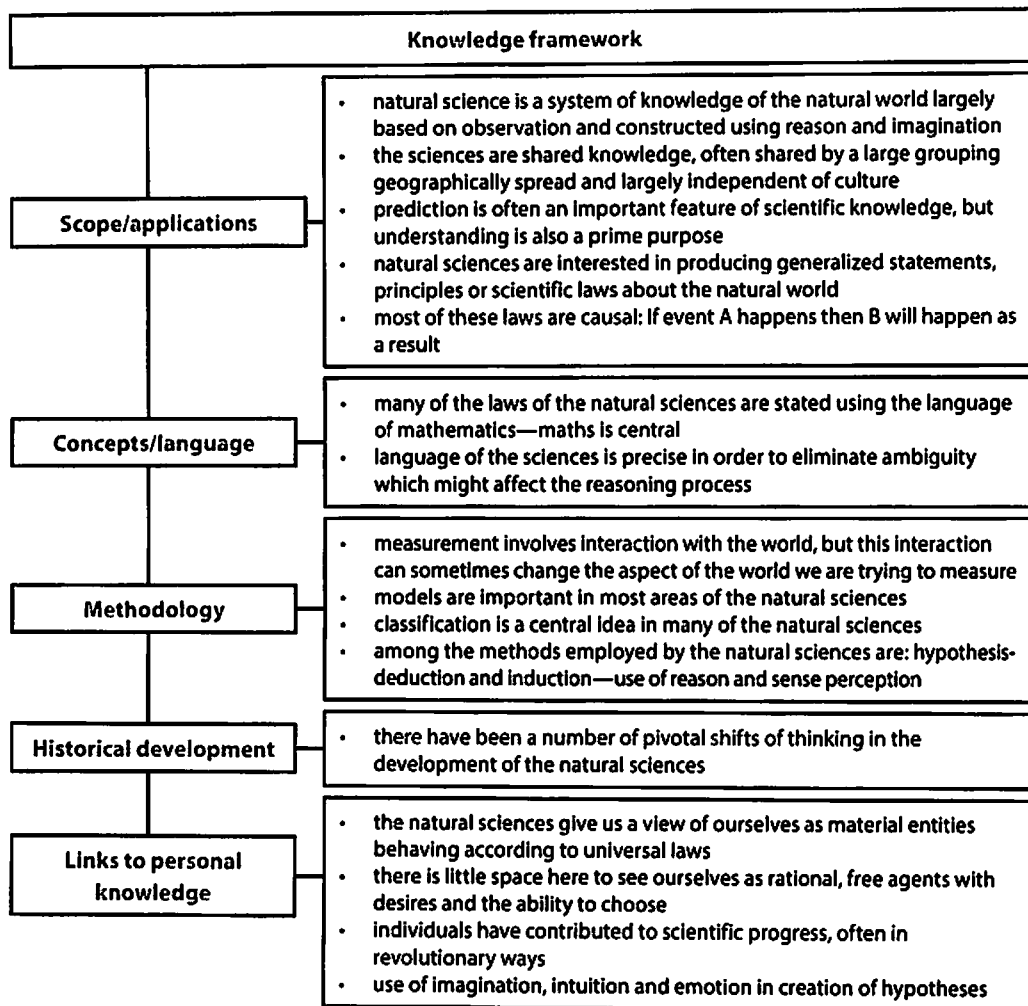 Knowledge framework
Scope/applications
• natural science is a system of knowledge of the natural world largely
based on observation and constructed using reason and imagination
• the sciences are shared knowledge, often shared by a large grouping
geographically spread and largely independent of culture
• prediction is often an important feature of scientific knowledge, but
understanding is also a prime purpose
• natural sciences are interested in producing generalized statements,
principles or scientific laws about the natural world
• most of these laws are causal: If event A happens then B will happen as
a result
Concepts/language
• many of the laws of the natural sciences are stated using the language
of mathematics—maths is central
• language of the sciences is precise in order to eliminate ambiguity
which might affect the reasoning process
Methodology
• measurement involves interaction with the world, but this interaction
can sometimes change the aspect of the world we are trying to measure
• models are important in most areas of the natural sciences
• classification is a central idea in many of the natural sciences
• among the methods employed by the natural sciences are: hypothesis-
deduction and induction—use of reason and sense perception
Historical development
• there have been a number of pivotal shifts of thinking in the
development of the natural sciences
Links to personal
knowledge
• the natural sciences give us a view of ourselves as material entities
behaving according to universal laws
• there is little space here to see ourselves as rational, free agents with
desires and the ability to choose
• individuals have contributed to scientific progress, often in
revolutionary ways
• use of imagination, intuition and emotion in creation of hypotheses